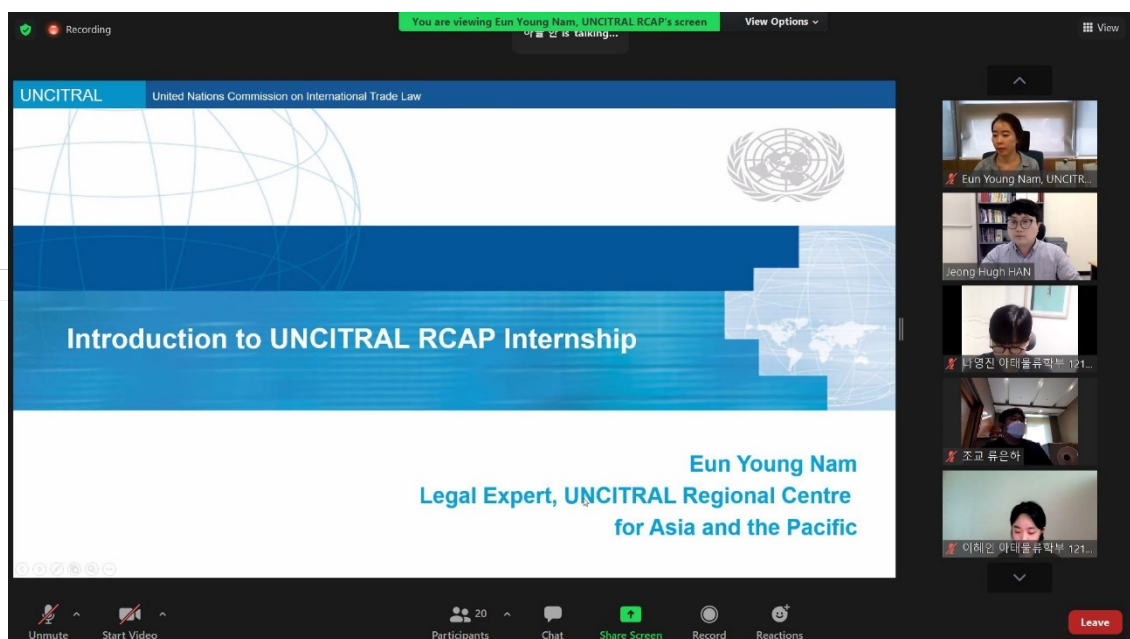 Recording
You are viewing Eun Young Nam, UNCITRAL RCAP's screen
View Options
is talking...
View
UNCITRAL
United Nations Commission on International Trade Law
Introduction to UNCITRAL RCAP Internship
Eun Young Nam
Legal Expert, UNCITRAL Regional Centre
for Asia and the Pacific
Eun Young Nam, UNCITR...
Jeong Hugh HAN
나영진 아태물류학부 121...
조교 류은하
이혜인 아태물류학부 121...
Unmute
Start Video
20
Participants
Chat
Share Screen
Record
Reactions
Leave